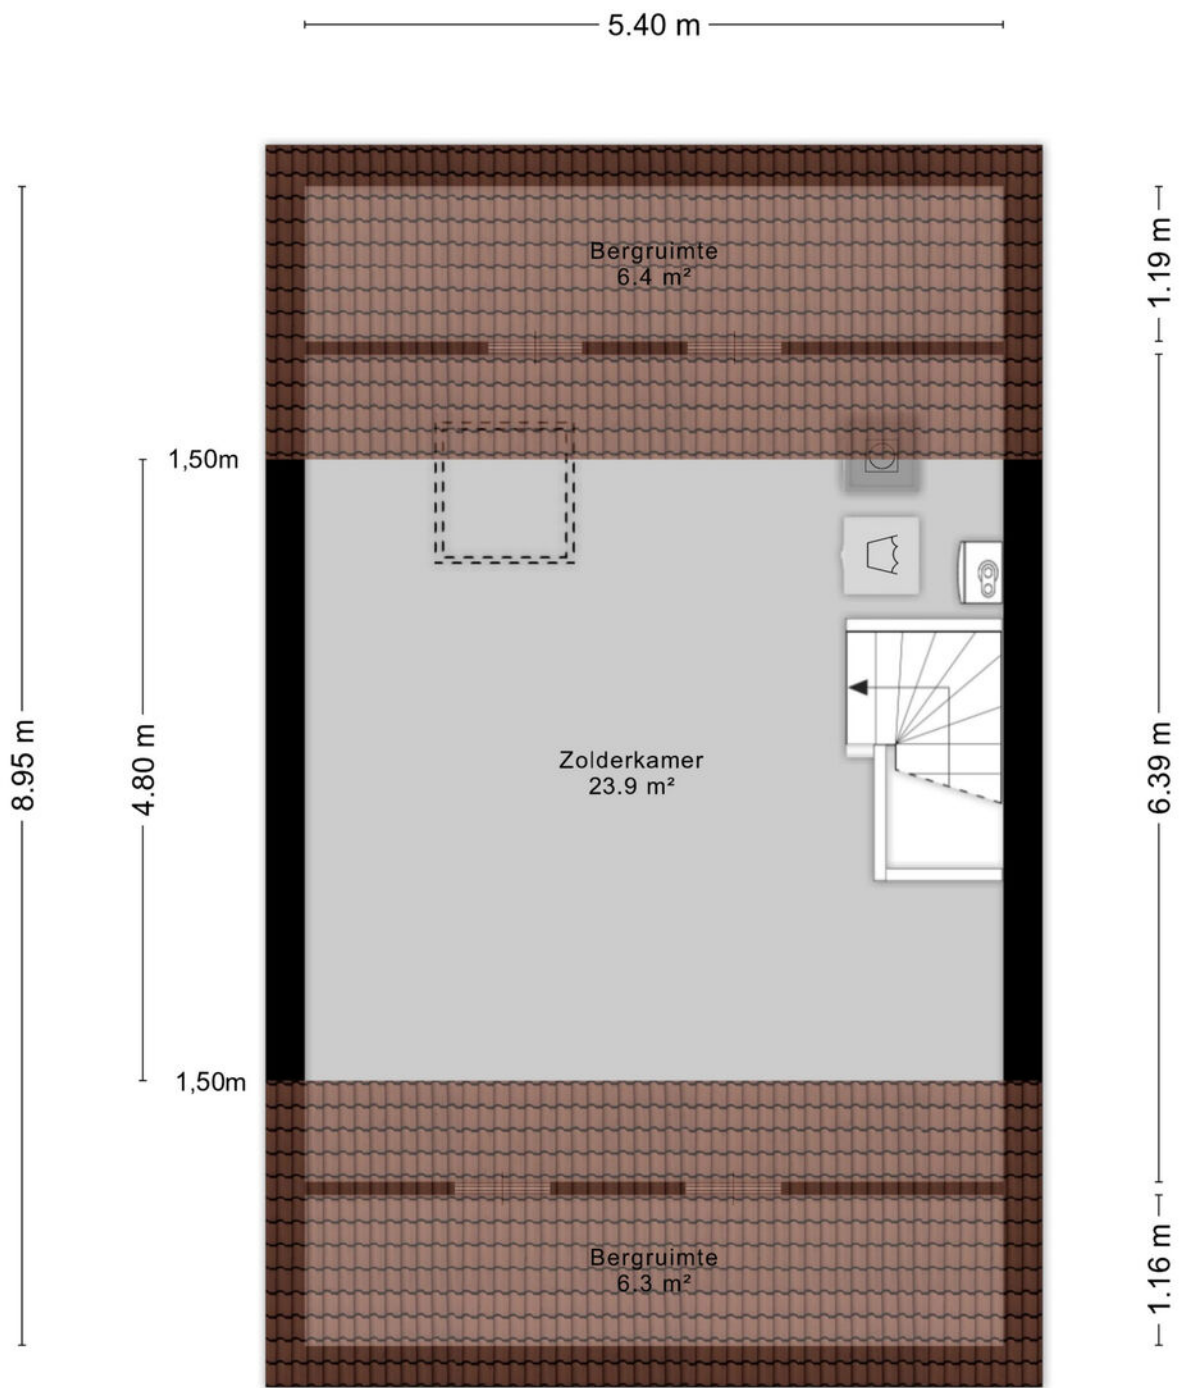 5.40 m
Bergruimte
6.4 m²
1.19 m
1,50m
8.95 m
4.80 m
Zolderkamer
23.9 m²
6.39 m
1,50m
Bergruimte
6.3 m²
1.16 m